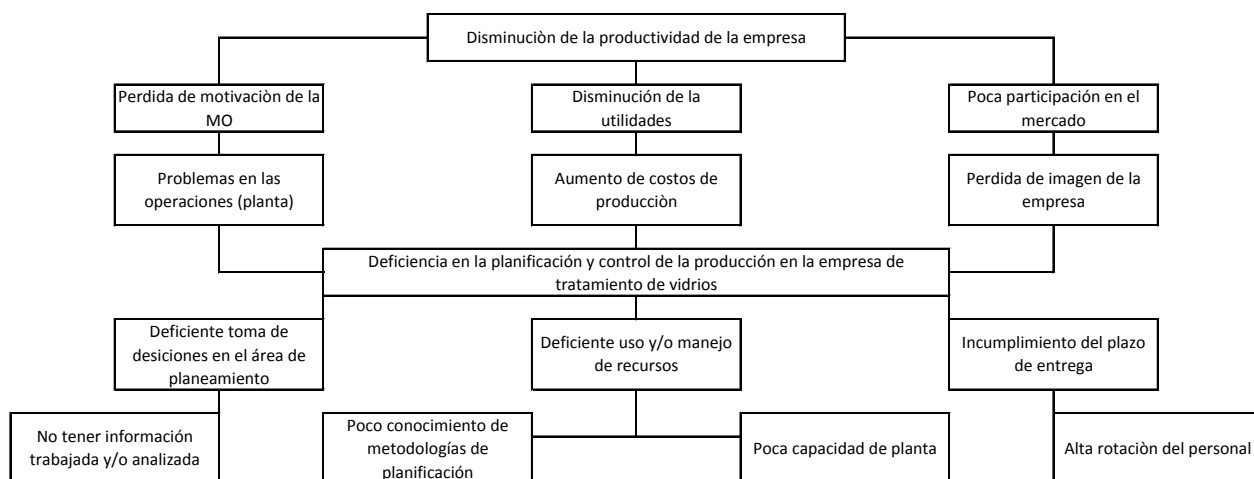 Disminuciòn de la productividad de la empresa
Perdida de motivaciòn de la
MO
Disminución de la
utilidades
Poca participación en el
mercado
Problemas en las
operaciones (planta)
Aumento de costos de
producciòn
Perdida de imagen de la
empresa
Deficiencia en la planificación y control de la producción en la empresa de
tratamiento de vidrios
Deficiente toma de
desiciones en el área de
planeamiento
Deficiente uso y/o manejo
de recursos
Incumplimiento del plazo
de entrega
No tener información
trabajada y/o analizada
Poco conocimiento de
metodologías de
planificación
Poca capacidad de planta
Alta rotaciòn del personal